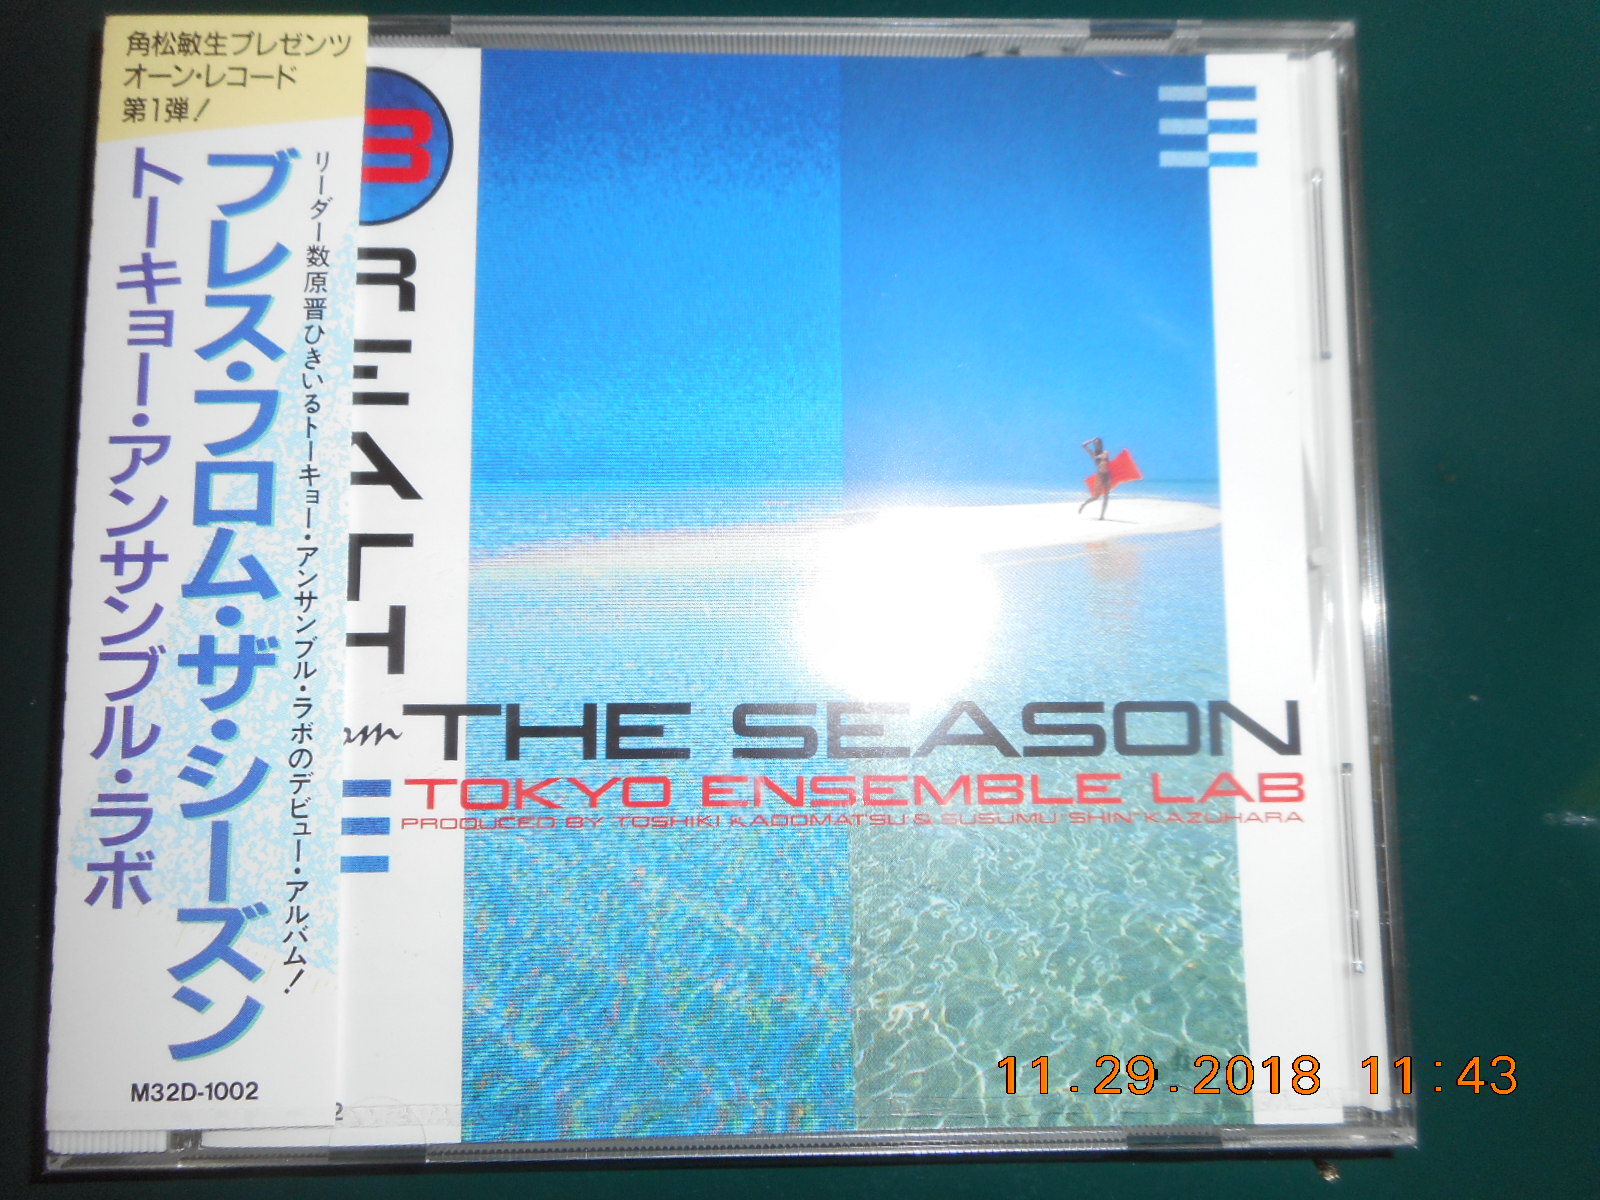 角松敏生プレゼンツ
オーン・レコード
第1弾!
リーダー数原晋ひきいるトーキョー・アンサンブル・ラボのデビュー・アルバム!
ブレス・フロム・ザ・シーズン
トーキョー・アンサンブル・ラボ
M32D-1002
2
B
REATH
om THE SEASON
TOKYO ENSEMBLE LAB
PRODUCED BY TOSHIKI KADOMATSU & SUSUMU "SHIN" KAZUHARA
11.29.2018 11:43